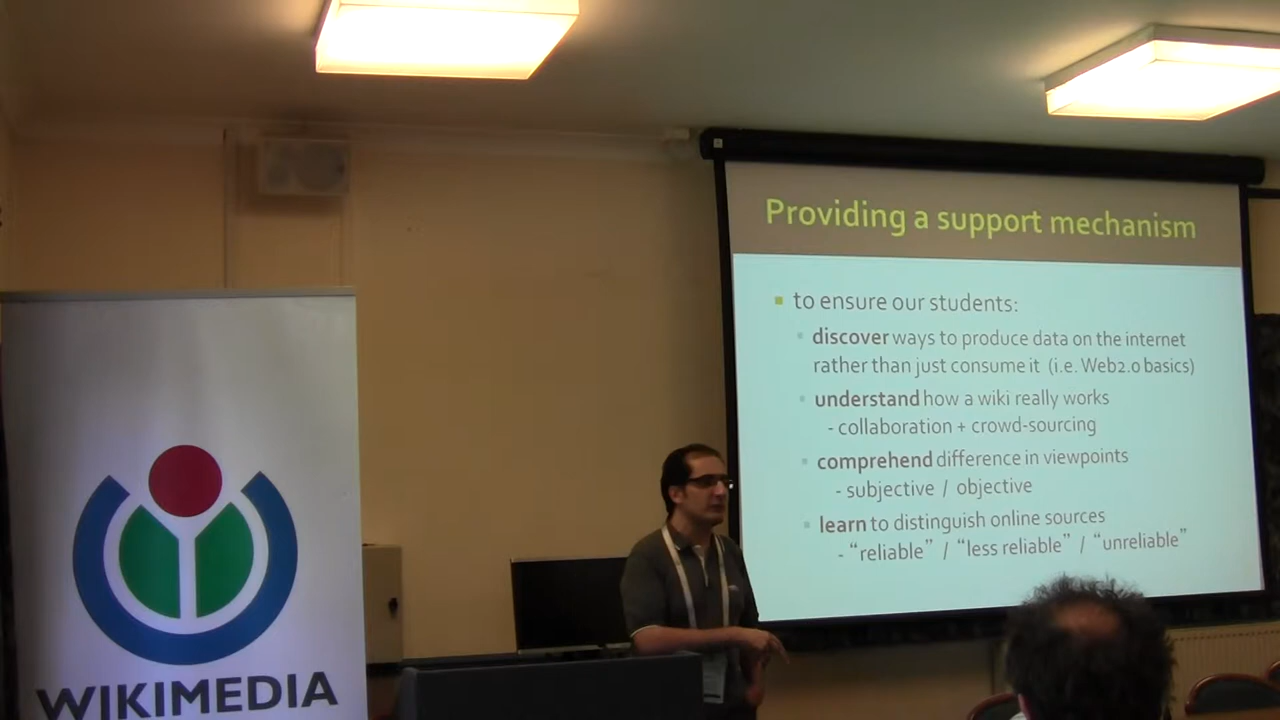 Providing a support mechanism
to ensure our students:
discover ways to produce data on the internet
rather than just consume it (i.e. Web2.0 basics)
understand how a wiki really works
- collaboration + crowd-sourcing
comprehend difference in viewpoints
- subjective / objective
learn to distinguish online sources
- “reliable” / “less reliable” / “unreliable”
WIKIMEDIA